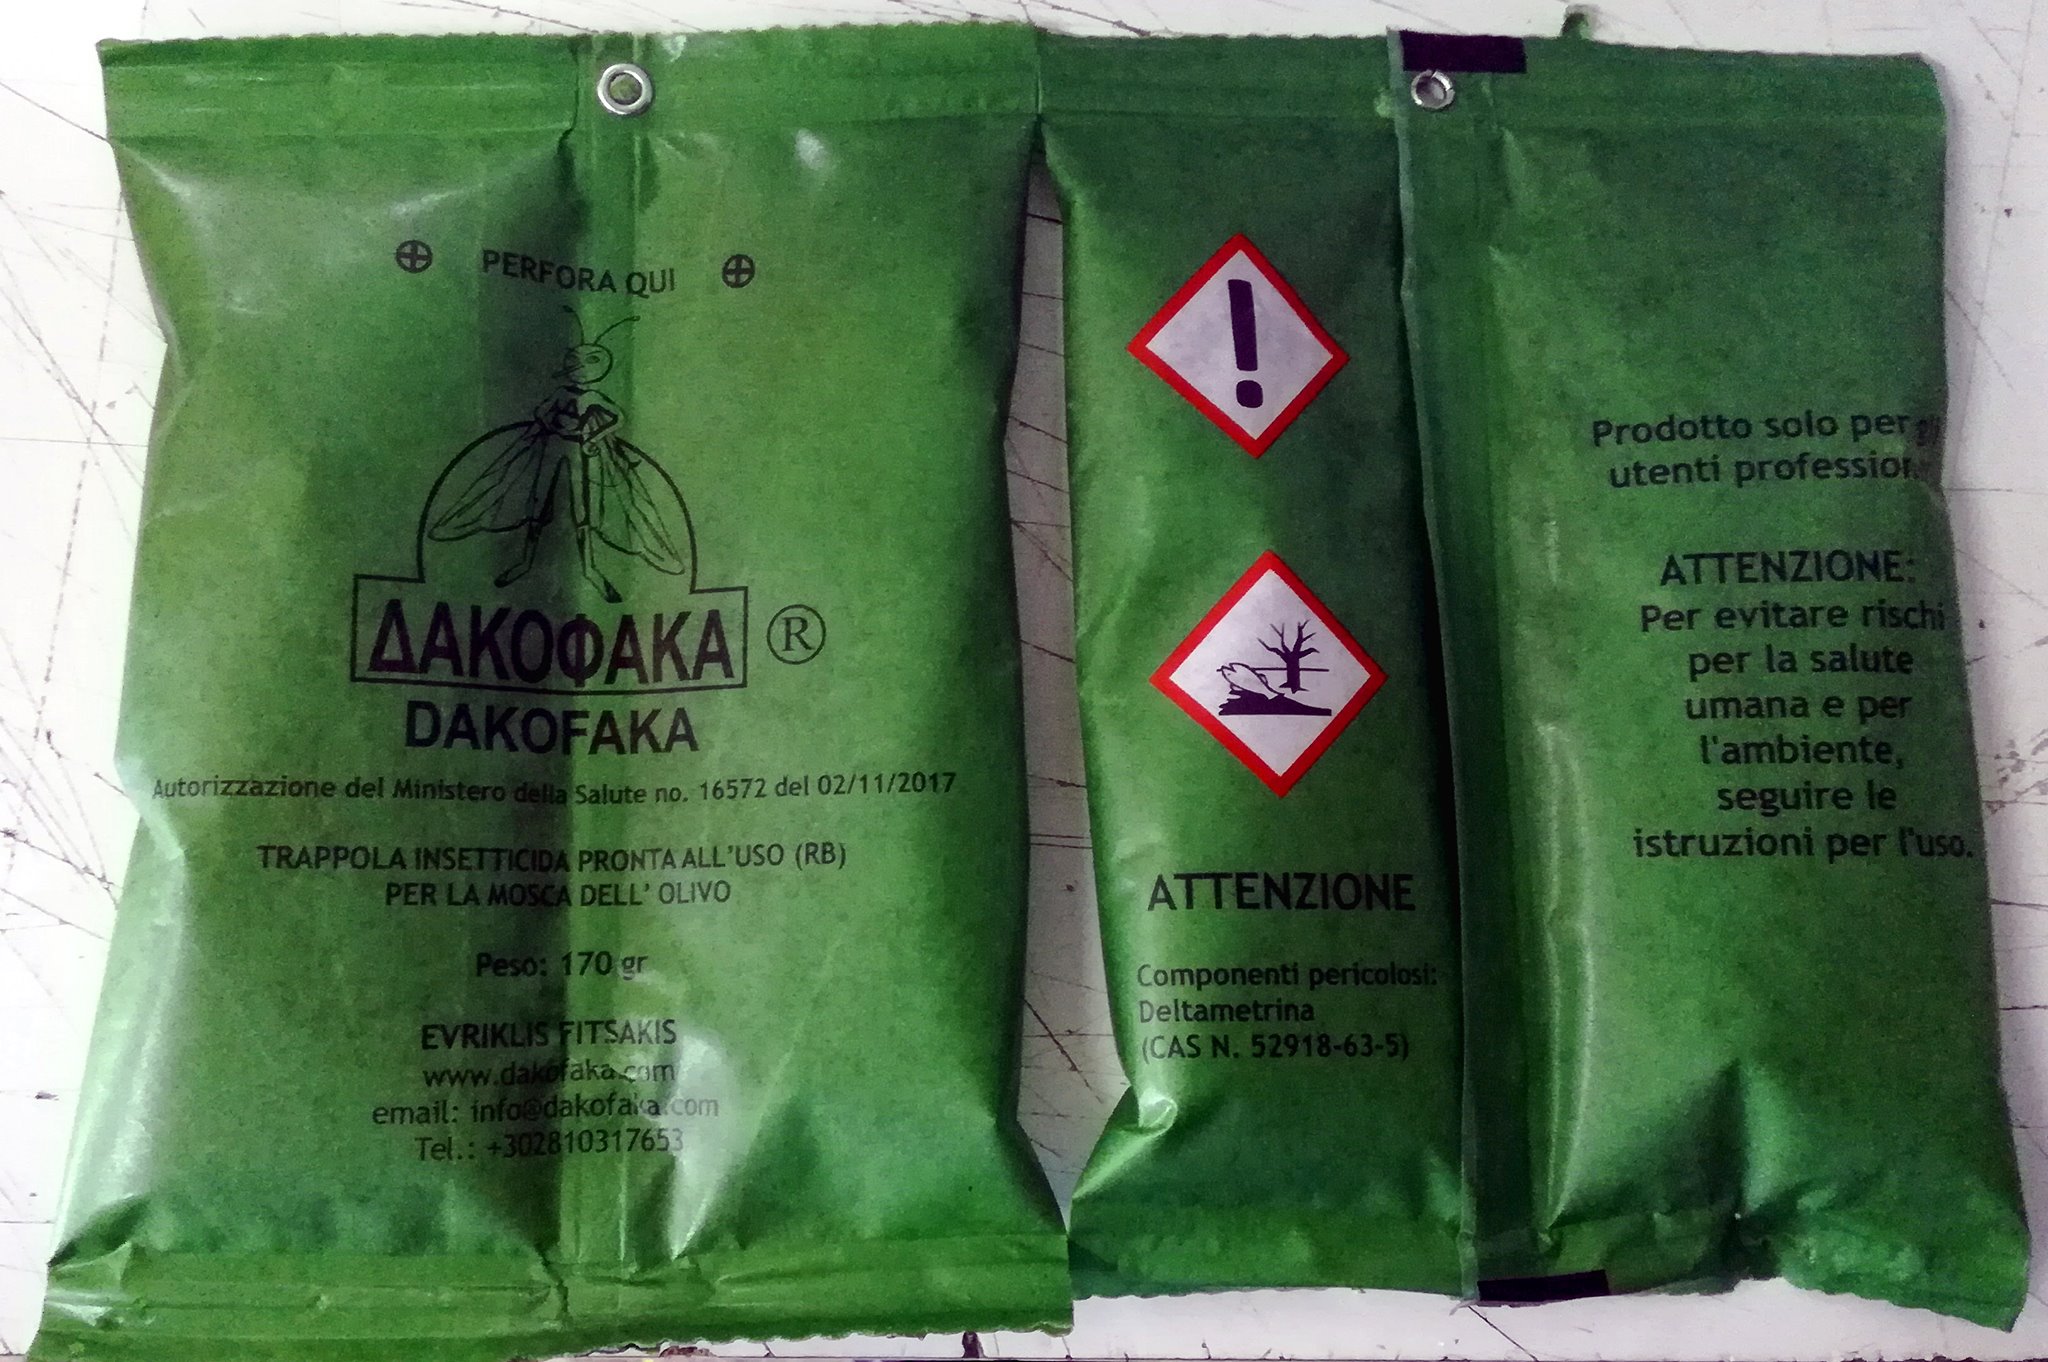 PERFORA QUI
ΔΑΚΟΦΑΚΑ ®
DAKOFAKA
Autorizzazione del Ministero della Salute no. 16572 del 02/11/2017
TRAPPOLA INSETTICIDA PRONTA ALL'USO (RB)
PER LA MOSCA DELL' OLIVO
Peso: 170 gr
EVRIKLIS FITSAKIS
www.dakofaka.com
email: info@dakofaka.com
Tel.: +302810317653
!
ATTENZIONE
Componenti pericolosi:
Deltametrina
(CAS N. 52918-63-5)
Prodotto solo per
utenti
ATTENZIONE:
Per evitare rischi
per la salute
umana e per
l'ambiente,
seguire le
istruzioni per l'uso.